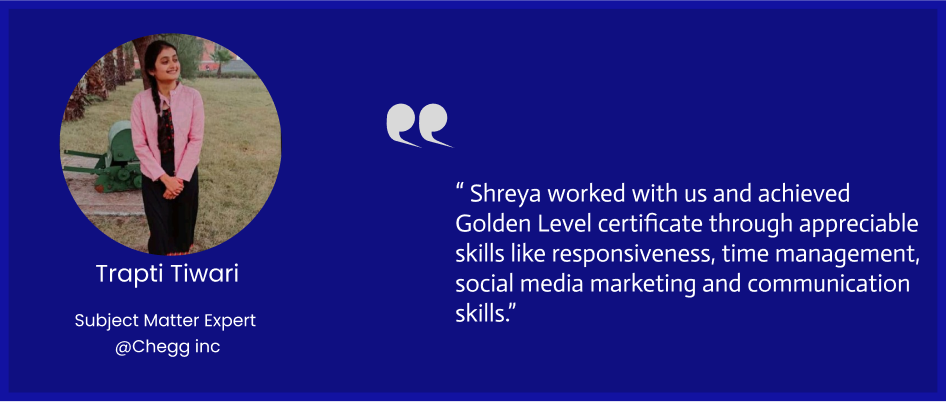 Trapti Tiwari
Subject Matter Expert
@Chegg inc
“ Shreya worked with us and achieved
Golden Level certificate through appreciable
skills like responsiveness, time management,
social media marketing and communication
skills.”